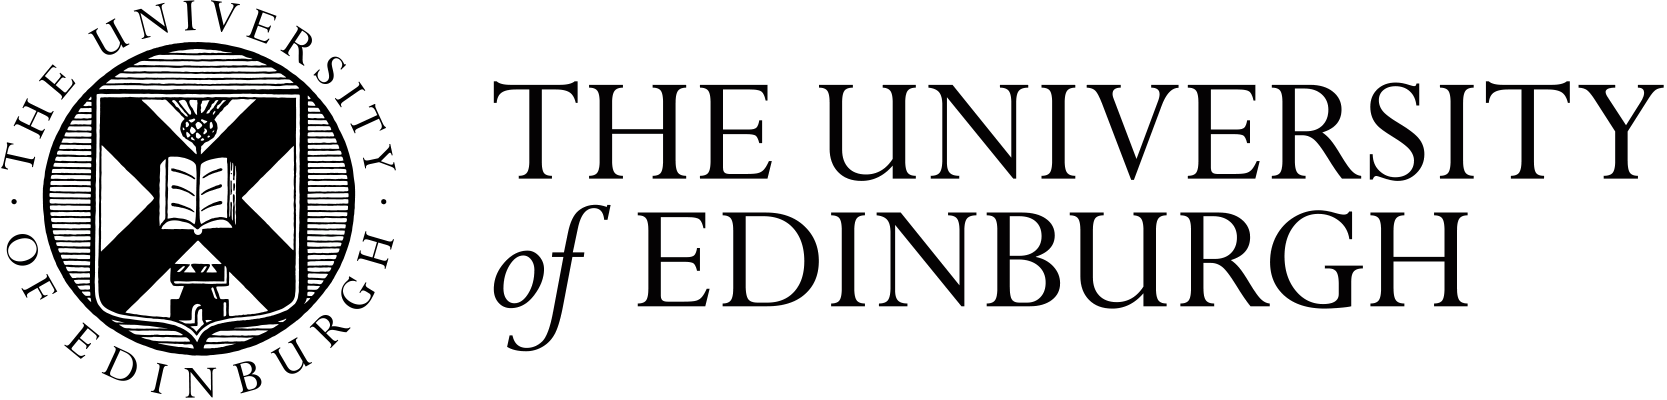 THE UNIVERSITY
· OF EDINBURGH ·
THE UNIVERSITY
of EDINBURGH